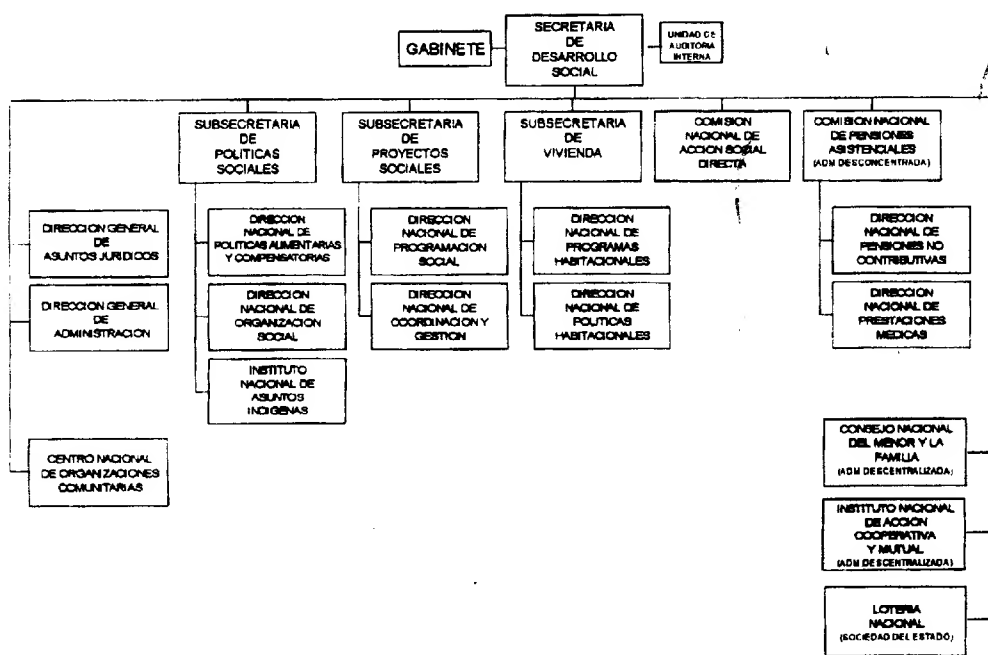 GABINETE
SECRETARIA
DE
DESARROLLO
SOCIAL
UNIDAD DE
AUDITORIA
INTERNA
SUBSECRETARIA
DE
POLITICAS
SOCIALES
SUBSECRETARIA
DE
PROYECTOS
SOCIALES
SUBSECRETARIA
DE
VIVIENDA
COMISION
NACIONAL DE
ACCION SOCIAL
DIRECTA
COMISION NACIONAL
DE PENSIONES
ASISTENCIALES
(ADM DESCONCENTRADA)
DIRECCION GENERAL
DE
ASUNTOS JURIDICOS
DIRECCION
NACIONAL DE
POLITICAS ALIMENTARIAS
Y COMPENSATORIAS
DIRECCION
NACIONAL DE
PROGRAMACION
SOCIAL
DIRECCION
NACIONAL DE
PROGRAMAS
HABITACIONALES
DIRECCION
NACIONAL DE
PENSIONES NO
CONTRIBUTIVAS
DIRECCION GENERAL
DE
ADMINISTRACION
DIRECCION
NACIONAL DE
ORGANIZACION
SOCIAL
DIRECCION
NACIONAL DE
COORDINACION Y
GESTION
DIRECCION
NACIONAL DE
POLITICAS
HABITACIONALES
DIRECCION
NACIONAL DE
PRESTACIONES
MEDICAS
INSTITUTO
NACIONAL DE
ASUNTOS
INDIGENAS
CENTRO NACIONAL
DE ORGANIZACIONES
COMUNITARIAS
CONSEJO NACIONAL
DEL MENOR Y LA
FAMILIA
(ADM DESCENTRALIZADA)
INSTITUTO NACIONAL
DE ACCIÓN
COOPERATIVA
Y MUTUAL
(ADM DESCENTRALIZADA)
LOTERIA
NACIONAL
(SOCIEDAD DEL ESTADO)